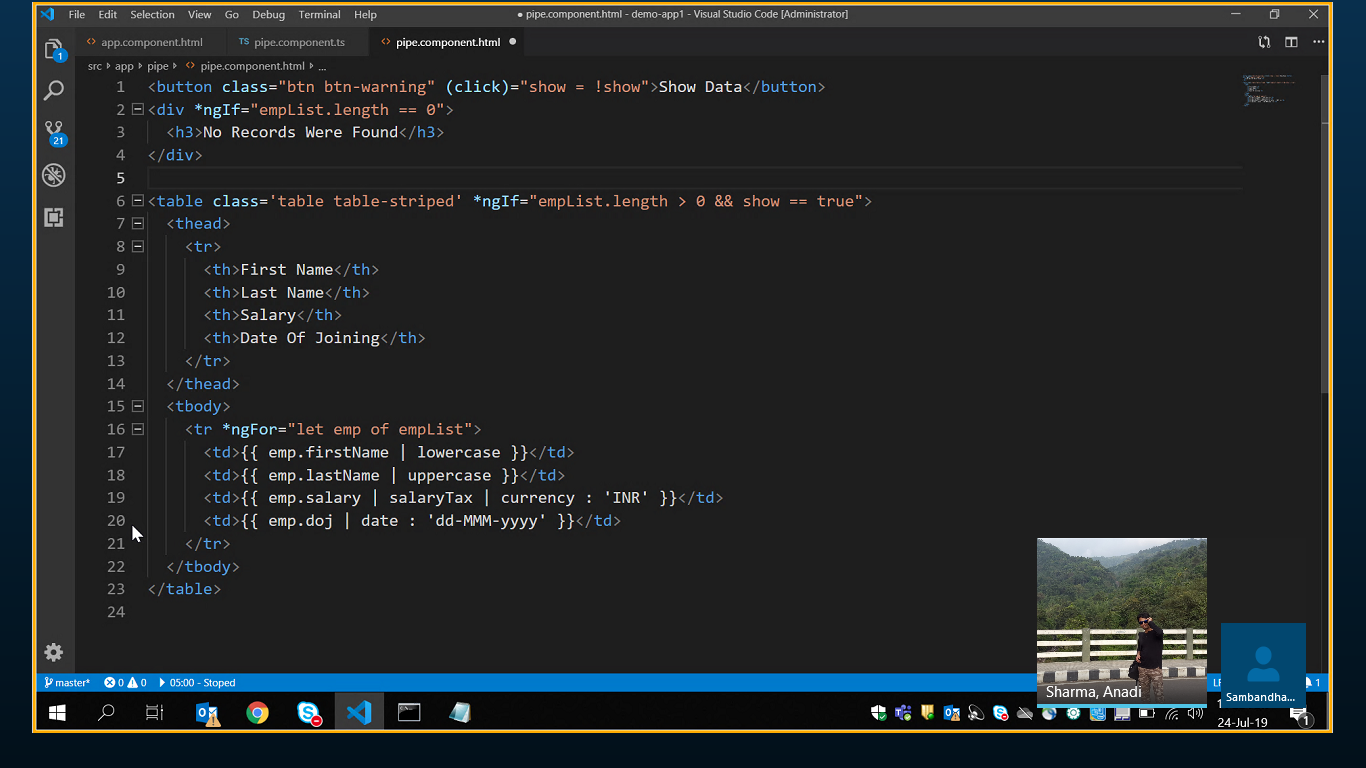 File Edit Selection View Go Debug Terminal Help
● pipe.component.html - demo-app1 - Visual Studio Code [Administrator]
<> app.component.html
TS pipe.component.ts
<> pipe.component.html ●
src > app > pipe > <> pipe.component.html > ...
1 <button class="btn btn-warning" (click)="show = !show">Show Data</button>
2 <div *ngIf="empList.length == 0">
3 <h3>No Records Were Found</h3>
4 </div>
5
6 <table class='table table-striped' *ngIf="empList.length > 0 && show == true">
7 <thead>
8 <tr>
9 <th>First Name</th>
10 <th>Last Name</th>
11 <th>Salary</th>
12 <th>Date Of Joining</th>
13 </tr>
14 </thead>
15 <tbody>
16 <tr *ngFor="let emp of empList">
17 <td>{{ emp.firstName | lowercase }}</td>
18 <td>{{ emp.lastName | uppercase }}</td>
19 <td>{{ emp.salary | salaryTax | currency : 'INR' }}</td>
20 <td>{{ emp.doj | date : 'dd-MMM-yyyy' }}</td>
21 </tr>
22 </tbody>
23 </table>
24
1
21
Sharma, Anadi
Sambandha...
master* 0 0 05:00 - Stoped
1
24-Jul-19
1